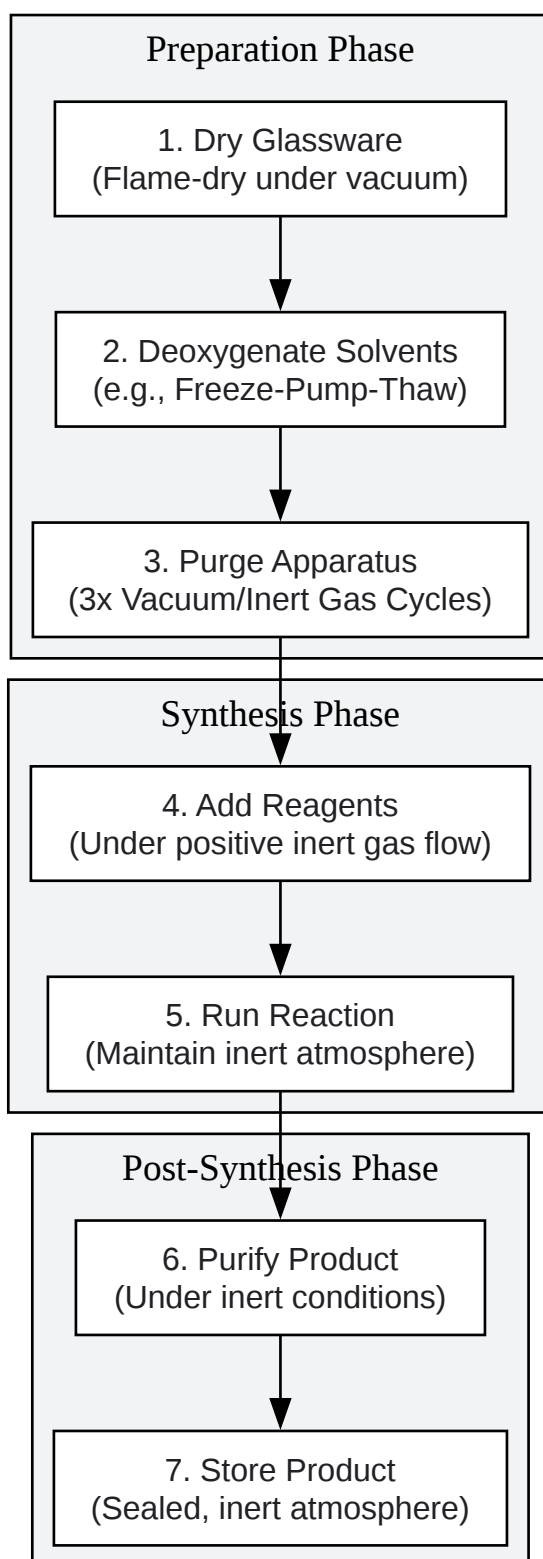 Preparation Phase
1. Dry Glassware
(Flame-dry under vacuum)
2. Deoxygenate Solvents
(e.g., Freeze-Pump-Thaw)
3. Purge Apparatus
(3x Vacuum/Inert Gas Cycles)
Synthesis Phase
4. Add Reagents
(Under positive inert gas flow)
5. Run Reaction
(Maintain inert atmosphere)
Post-Synthesis Phase
6. Purify Product
(Under inert conditions)
7. Store Product
(Sealed, inert atmosphere)